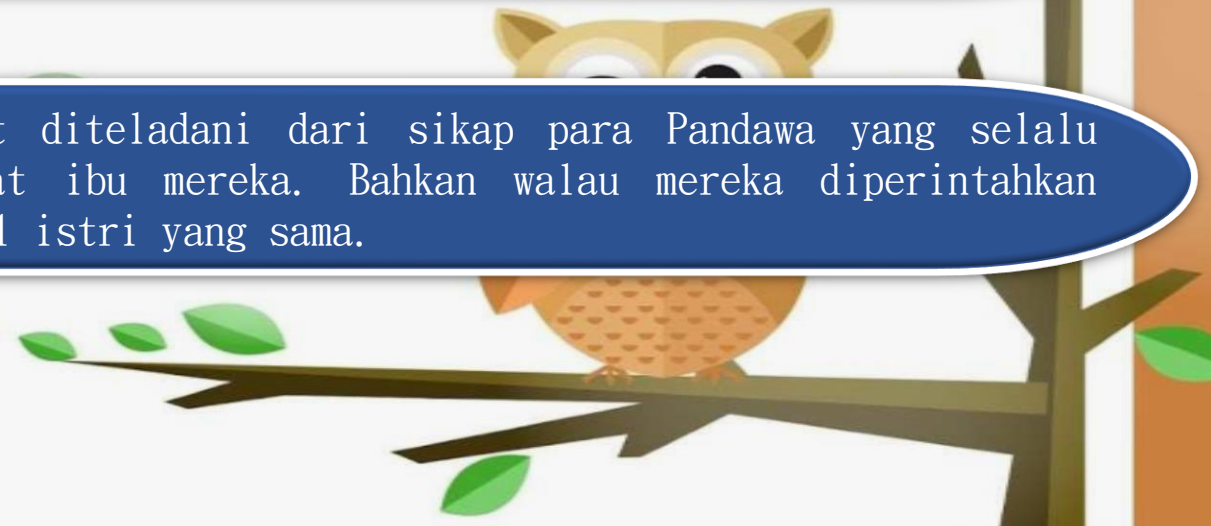 diteladani dari sikap para Pandawa yang selalu
ibu mereka. Bahkan walau mereka diperintahkan
istri yang sama.